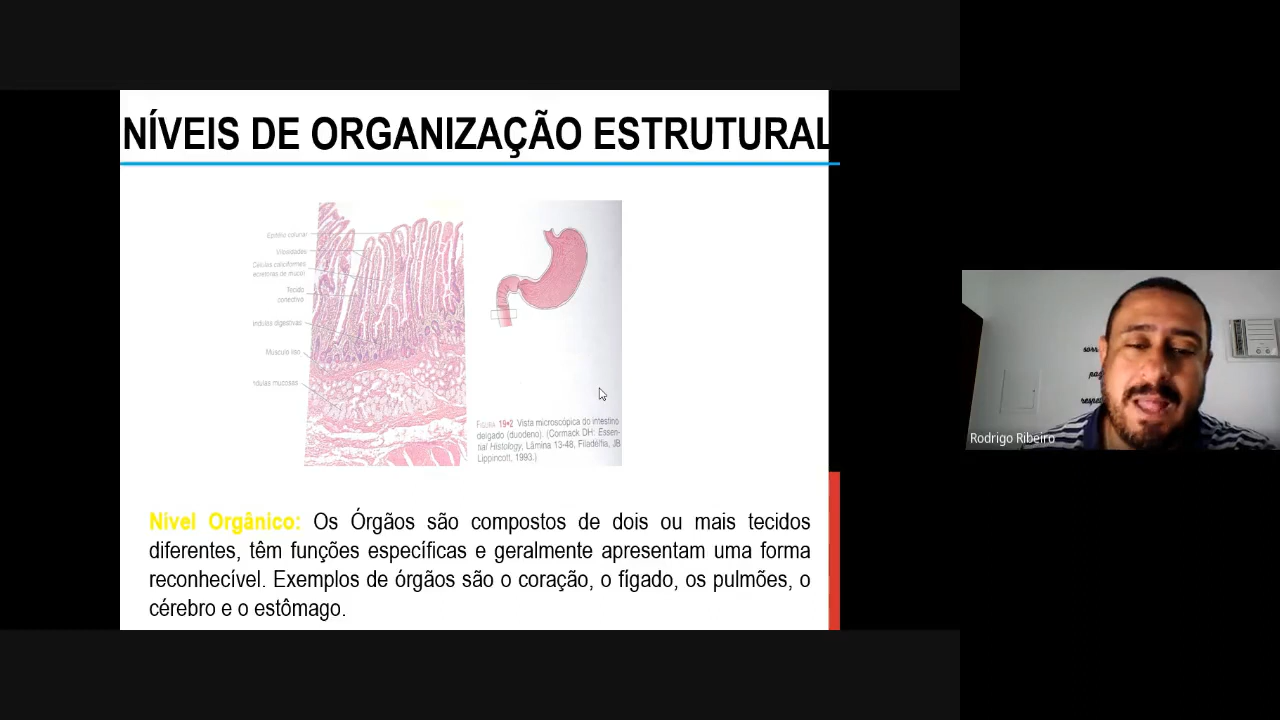 NÍVEIS DE ORGANIZAÇÃO ESTRUTURAL
Epitélio colunar
Vilosidades
Células caliciformes
secretoras de muco)
Tecido
conectivo
ândulas digestivas
Músculo liso
ndulas mucosas
FIGURA 19•2 Vista microscópica do intestino
delgado (duodeno). (Cormack DH: Essen-
tial Histology, Lâmina 13-48, Filadélfia, JB
Lippincott, 1993.)
Nível Orgânico: Os Órgãos são compostos de dois ou mais tecidos
diferentes, têm funções específicas e geralmente apresentam uma forma
reconhecível. Exemplos de órgãos são o coração, o fígado, os pulmões, o
cérebro e o estômago.
Rodrigo Ribeiro